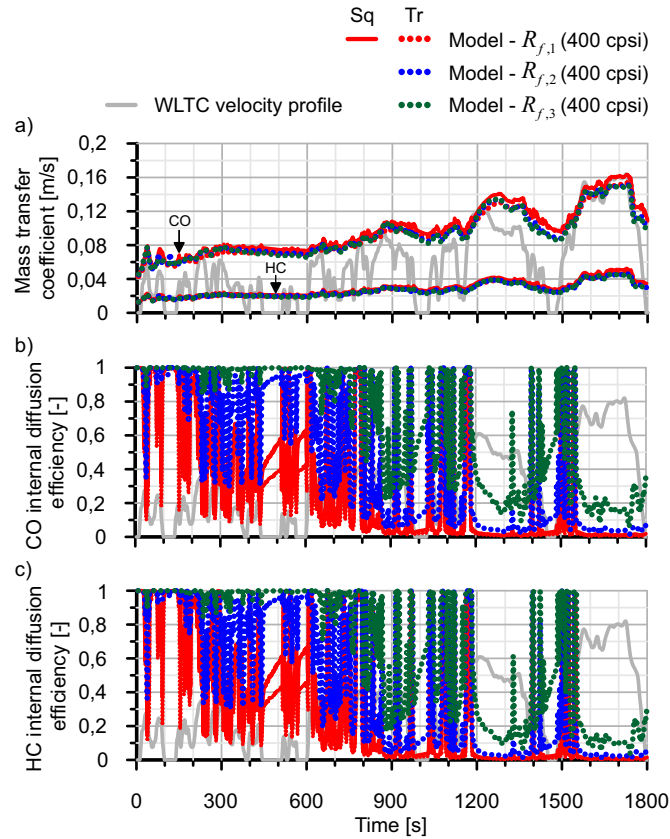 Sq Tr
Model - R_f,1 (400 cpsi)
Model - R_f,2 (400 cpsi)
WLTC velocity profile Model - R_f,3 (400 cpsi)
a)
Mass transfer
coefficient [m/s]
0,2
0,16
0,12
0,08
0,04
0
CO
HC
b)
CO internal diffusion
efficiency [-]
1
0,8
0,6
0,4
0,2
0
c)
HC internal diffusion
efficiency [-]
1
0,8
0,6
0,4
0,2
0
0 300 600 900 1200 1500 1800
Time [s]